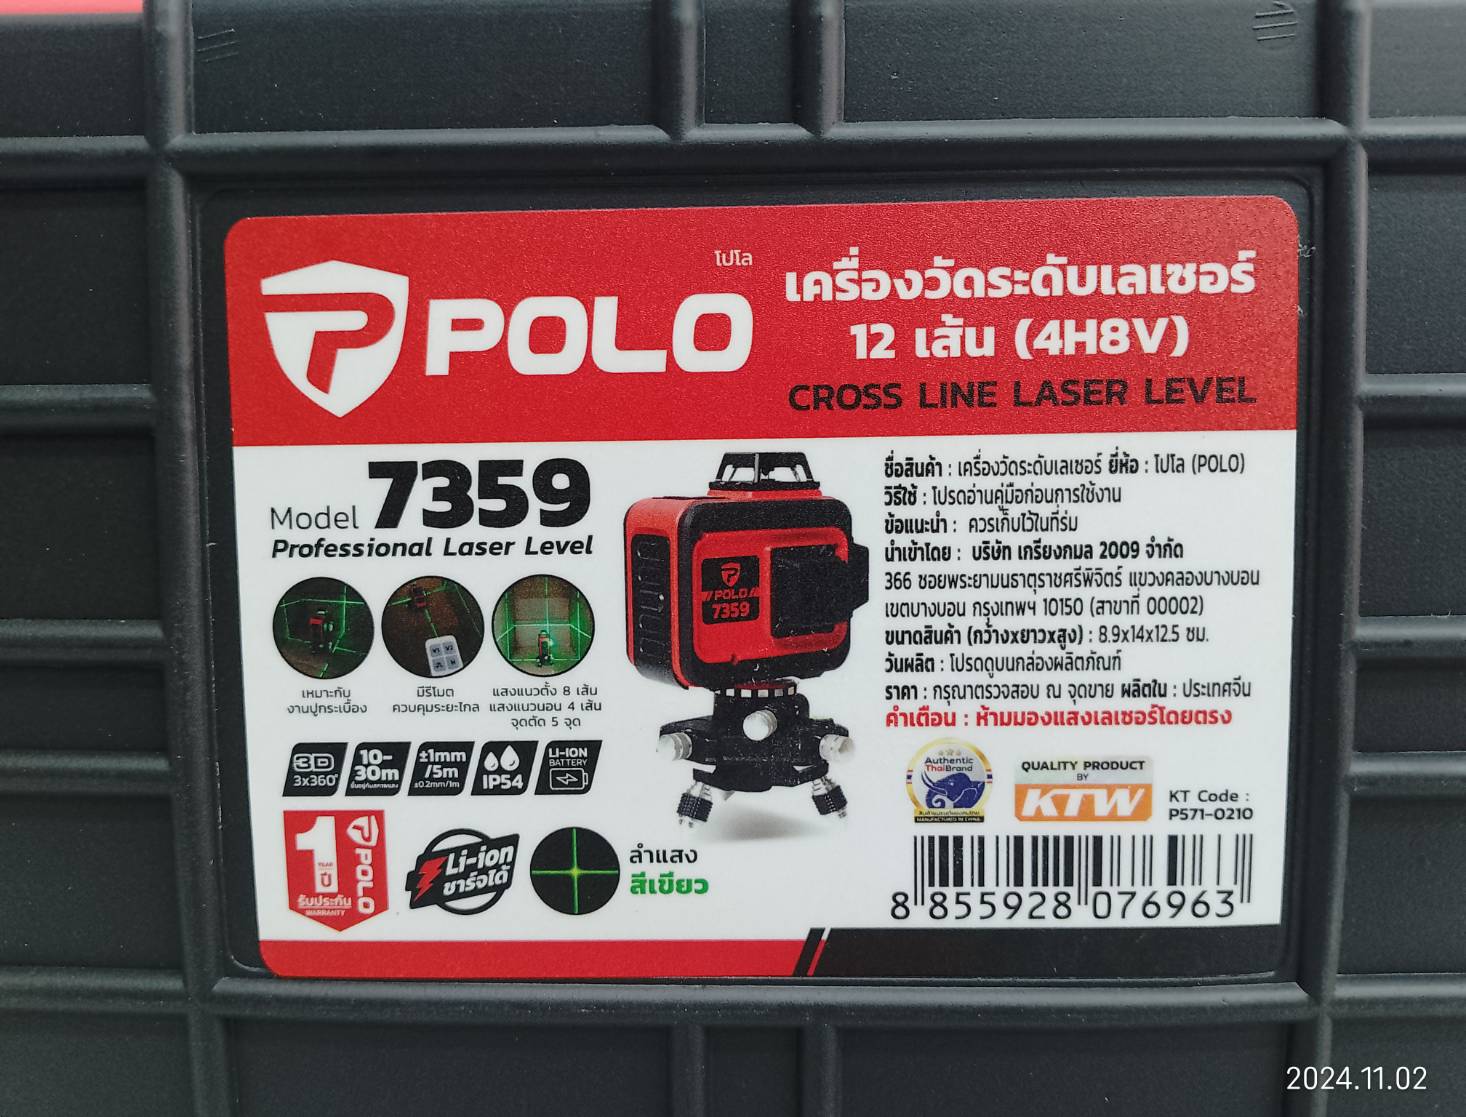 โปโล
POLO
เครื่องวัดระดับเลเซอร์
12 เส้น (4H8V)
CROSS LINE LASER LEVEL
Model 7359
Professional Laser Level
เหมาะกับ
งานปูกระเบื้อง
มีรีโมต
ควบคุมระยะไกล
แสงแนวตั้ง 8 เส้น
แสงแนวนอน 4 เส้น
จุดตัด 5 จุด
3D
3x360°
10-
30m
±1mm
/5m
±0.2mm/1m
IP54
LI-ION
BATTERY
1
YEAR
ปี
รับประกัน
WARRANTY
POLO
Li-ion
ชาร์จได้
ลำแสง
สีเขียว
POLO
7359
ชื่อสินค้า : เครื่องวัดระดับเลเซอร์ ยี่ห้อ : โปโล (POLO)
วิธีใช้ : โปรดอ่านคู่มือก่อนการใช้งาน
ข้อแนะนำ : ควรเก็บไว้ในที่ร่ม
นำเข้าโดย : บริษัท เกรียงกมล 2009 จำกัด
366 ซอยพระยามนธาตุราชศรีพิจิตร์ แขวงคลองบางบอน
เขตบางบอน กรุงเทพฯ 10150 (สาขาที่ 00002)
ขนาดสินค้า (กว้างxยาวxสูง) : 8.9x14x12.5 ซม.
วันผลิต : โปรดดูบนกล่องผลิตภัณฑ์
ราคา : กรุณาตรวจสอบ ณ จุดขาย ผลิตใน : ประเทศจีน
คำเตือน : ห้ามมองแสงเลเซอร์โดยตรง
Authentic
ThaiBrand
MANUFACTURED IN CHINA
QUALITY PRODUCT
BY
KTW
KT Code :
P571-0210
8 855928 076963
2024.11.02